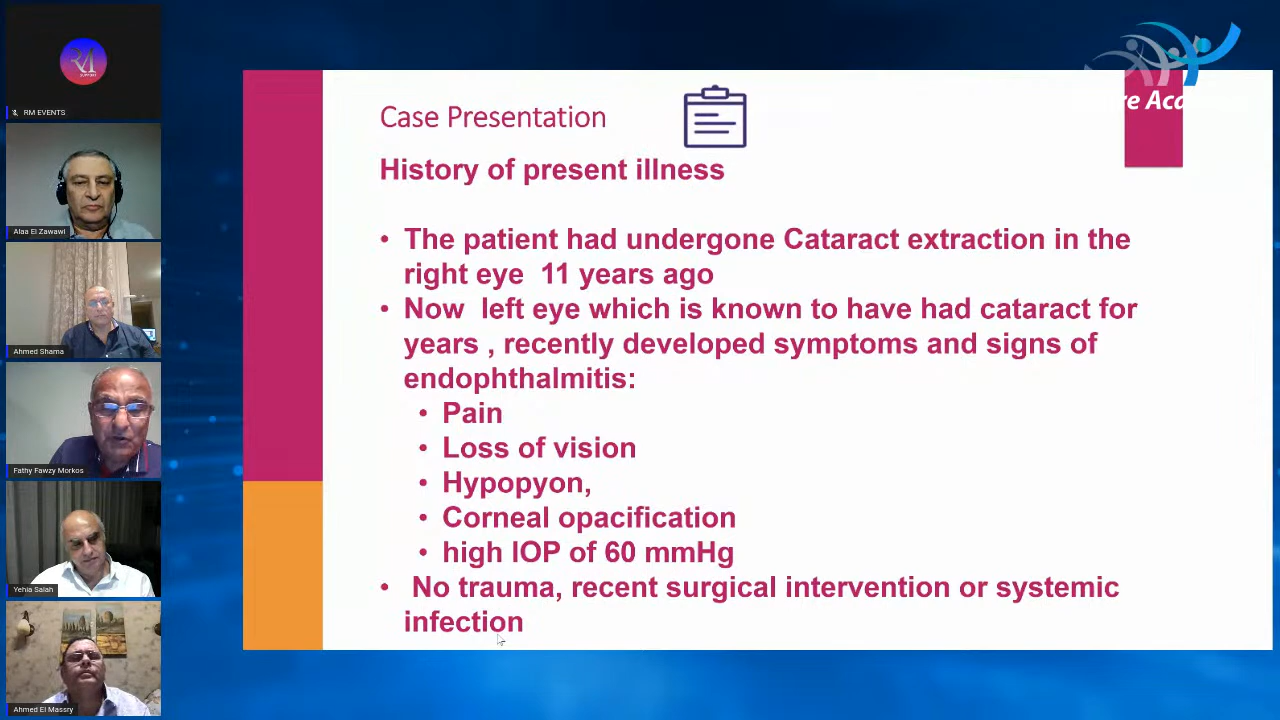 RM EVENTS
Alaa El Zawawi
Ahmed Shama
Fathy Fawzy Morkos
Yehia Salah
Ahmed El Massry
Case Presentation
History of present illness
• The patient had undergone Cataract extraction in the
right eye 11 years ago
• Now left eye which is known to have had cataract for
years , recently developed symptoms and signs of
endophthalmitis:
• Pain
• Loss of vision
• Hypopyon,
• Corneal opacification
• high IOP of 60 mmHg
• No trauma, recent surgical intervention or systemic
infection